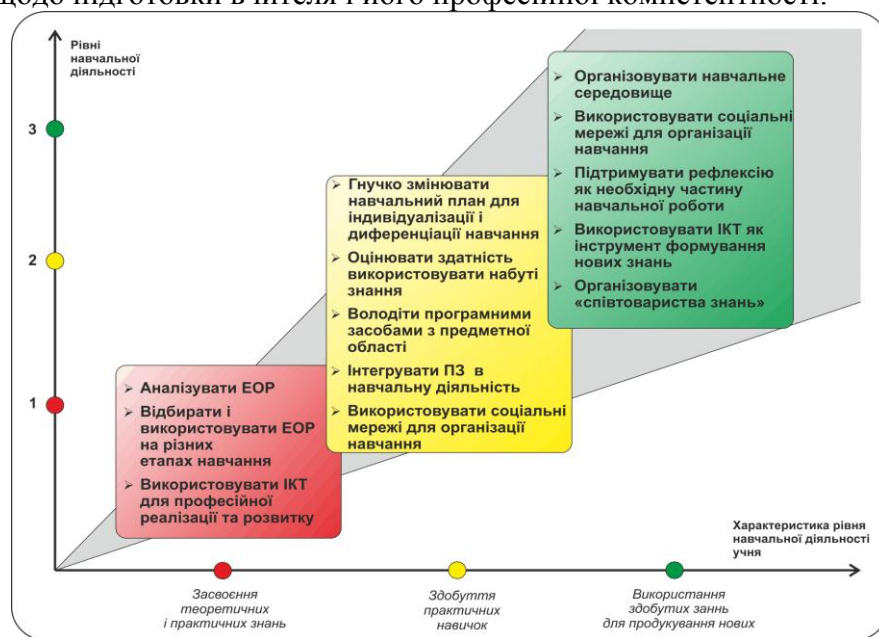 щодо підготовки вчителя і його професійної компетентності.
Рівні
навчальної
діяльності
3
2
1
➢ Організовувати навчальне
середовище
➢ Використовувати соціальні
мережі для організації
навчання
➢ Підтримувати рефлексію
як необхідну частину
навчальної роботи
➢ Використовувати ІКТ як
інструмент формування
нових знань
➢ Організовувати
«співтовариства знань»
➢ Гнучко змінювати
навчальний план для
індивідуалізації і
диференціації навчання
➢ Оцінювати здатність
використовувати набуті
знання
➢ Володіти програмними
засобами з предметної
області
➢ Інтегрувати ПЗ в
навчальну діяльність
➢ Використовувати соціальні
мережі для організації
навчання
➢ Аналізувати ЕОР
➢ Відбирати і
використовувати ЕОР
на різних
етапах навчання
➢ Використовувати ІКТ
для професійної
реалізації та розвитку
Характеристика рівня
навчальної діяльності
учня
Засвоєння
теоретичних
і практичних знань
Здобуття
практичних
навичок
Використання
здобутих заннь
для продукування нових